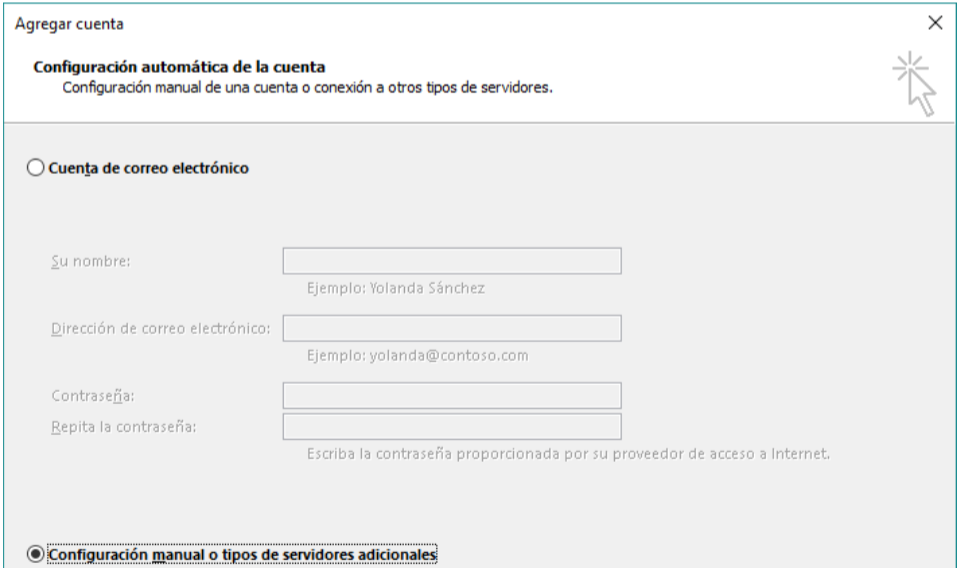 Agregar cuenta
Configuración automática de la cuenta
Configuración manual de una cuenta o conexión a otros tipos de servidores.
Cuenta de correo electrónico
Su nombre:
Ejemplo: Yolanda Sánchez
Dirección de correo electrónico:
Ejemplo: yolanda@contoso.com
Contraseña:
Repita la contraseña:
Escriba la contraseña proporcionada por su proveedor de acceso a Internet.
Configuración manual o tipos de servidores adicionales